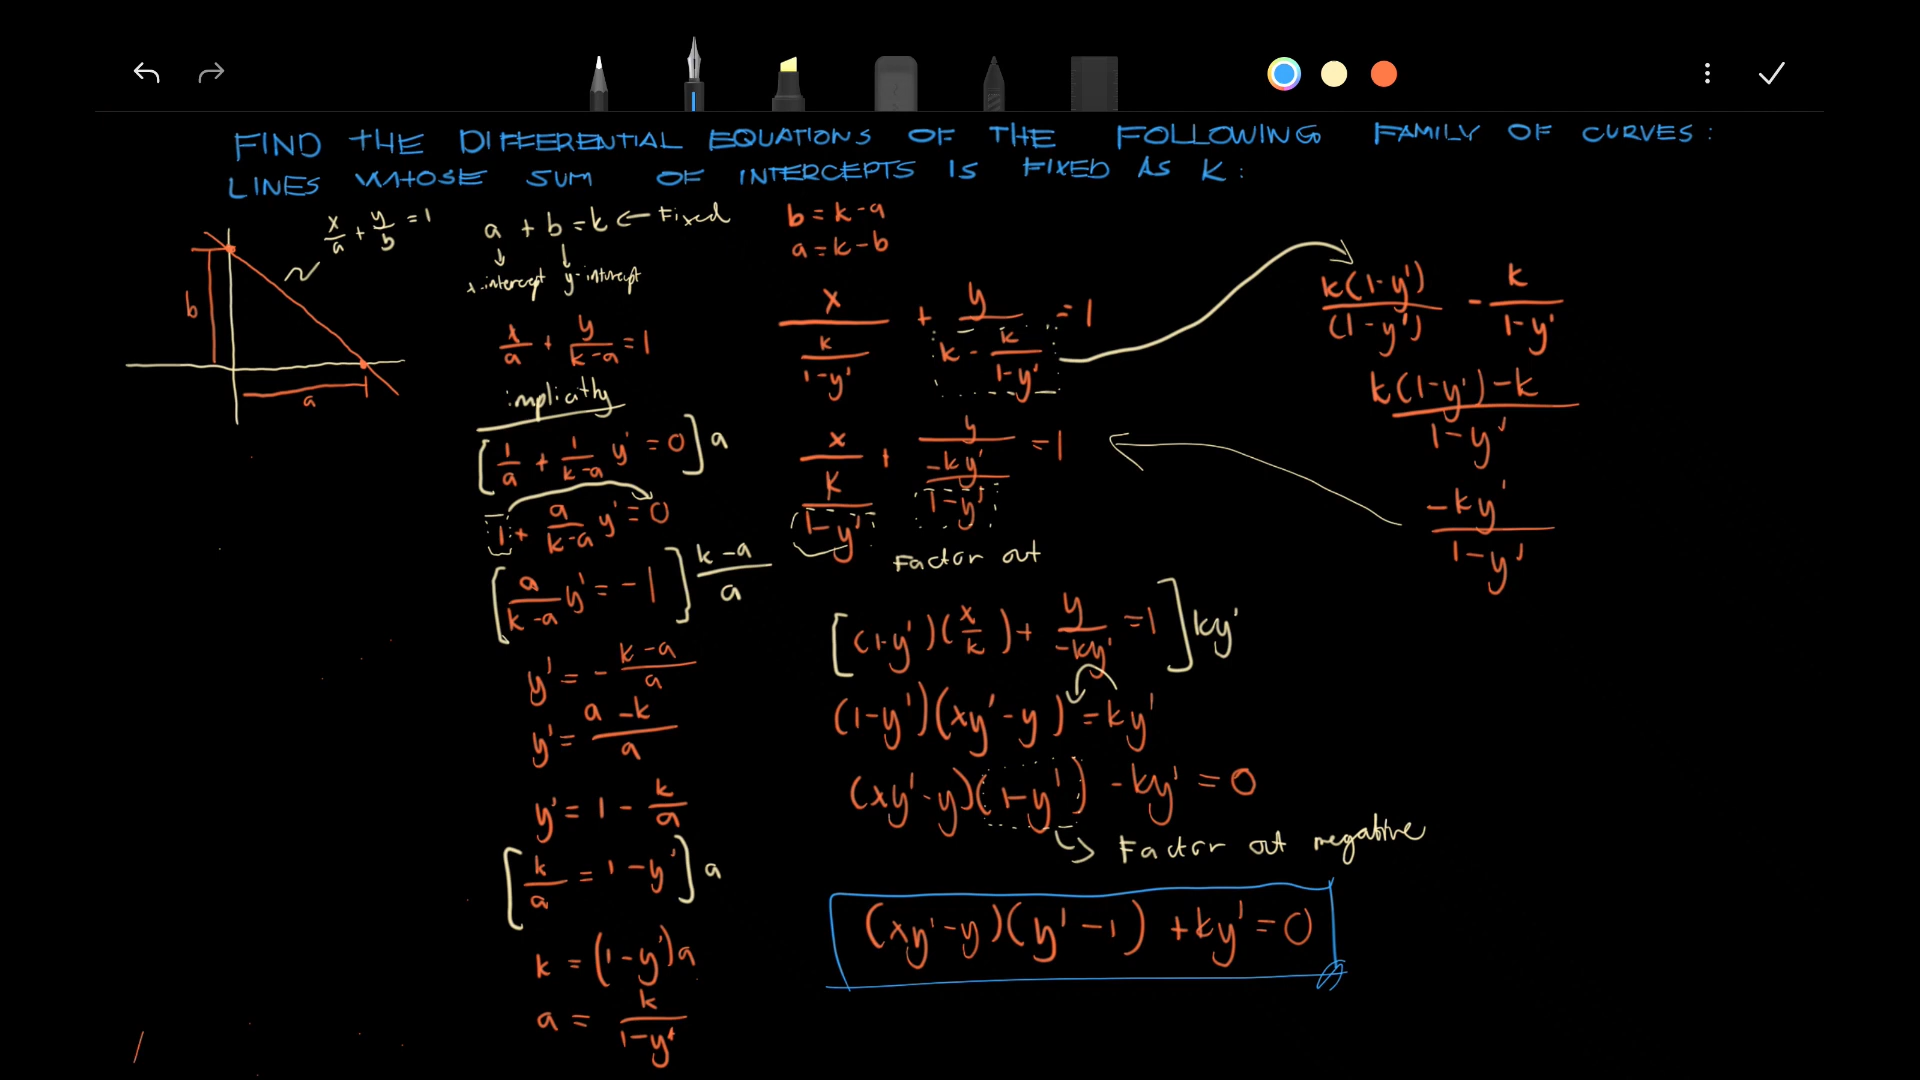 FIND THE DIFFERENTIAL EQUATIONS OF THE FOLLOWING FAMILY OF CURVES:
LINES WHOSE SUM OF INTERCEPTS IS FIXED AS K:
x/a + y/b = 1
b
a
a + b = k ← Fixed
x-intercept y-intercept
x/a + y/(k-a) = 1
implicitly
[1/a + 1/(k-a) y' = 0] a
1 + a/(k-a) y' = 0
[a/(k-a) y' = -1] (k-a)/a
y' = - (k-a)/a
y' = (a-k)/a
y' = 1 - k/a
[k/a = 1-y'] a
k = (1-y')a
a = k/(1-y')
b = k-a
a = k-b
x/(k/(1-y')) + y/(k - k/(1-y')) = 1
x/(k/(1-y')) + y/(-ky'/(1-y')) = 1
Factor out
[(1-y')(x/k) + y/(-ky') = 1] ky'
(1-y')(xy'-y) = ky'
(xy'-y)(1-y') - ky' = 0
Factor out negative
(xy'-y)(y'-1) + ky' = 0
k(1-y')/(1-y') - k/(1-y')
(k(1-y')-k)/(1-y')
-ky'/(1-y')